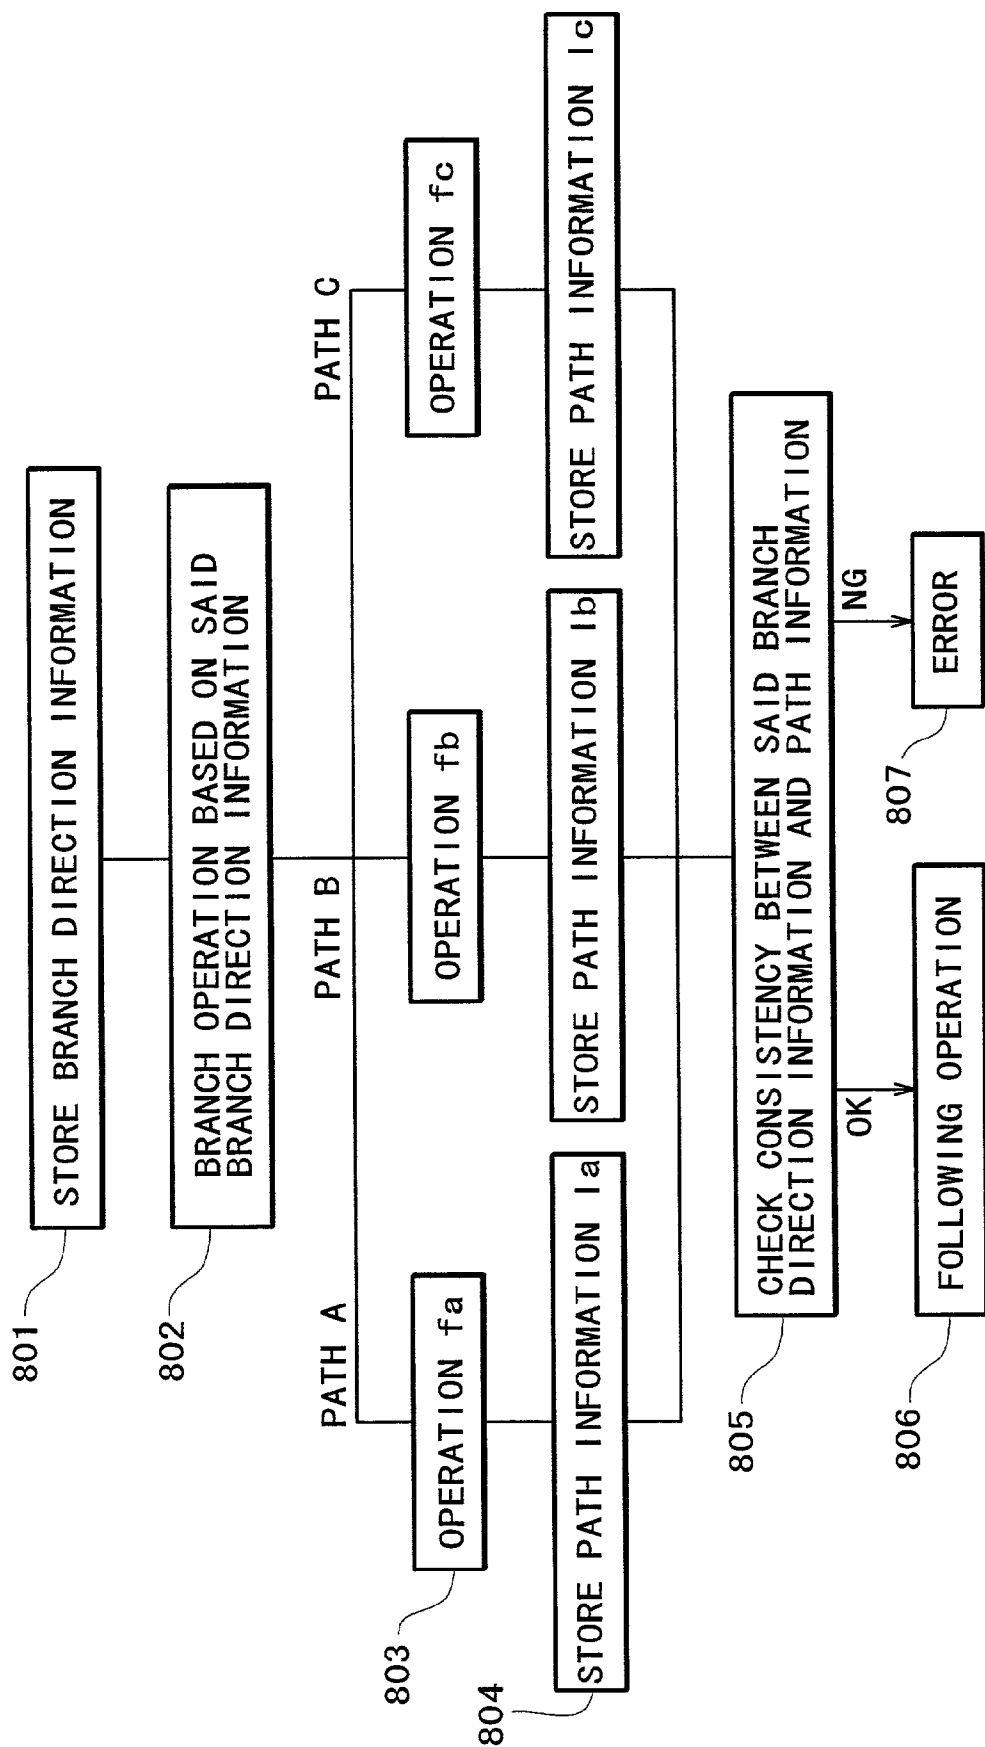 801
STORE BRANCH DIRECTION INFORMATION
802
BRANCH OPERATION BASED ON SAID
BRANCH DIRECTION INFORMATION
PATH A
PATH B
PATH C
803
OPERATION fa
OPERATION fb
OPERATION fc
804
STORE PATH INFORMATION Ia
STORE PATH INFORMATION Ib
STORE PATH INFORMATION Ic
805
CHECK CONSISTENCY BETWEEN SAID BRANCH
DIRECTION INFORMATION AND PATH INFORMATION
OK
NG
806
FOLLOWING OPERATION
807
ERROR